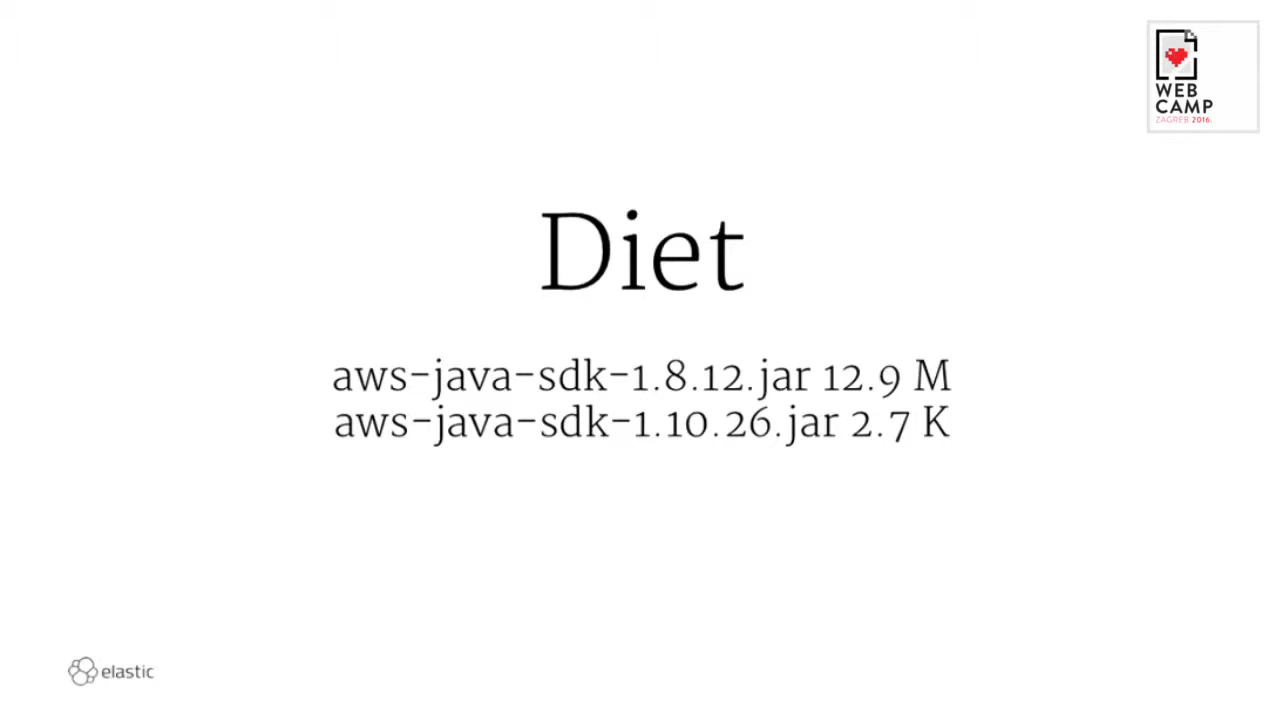 WEB
CAMP
ZAGREB 2016.
Diet
aws-java-sdk-1.8.12.jar 12.9 M
aws-java-sdk-1.10.26.jar 2.7 K
elastic